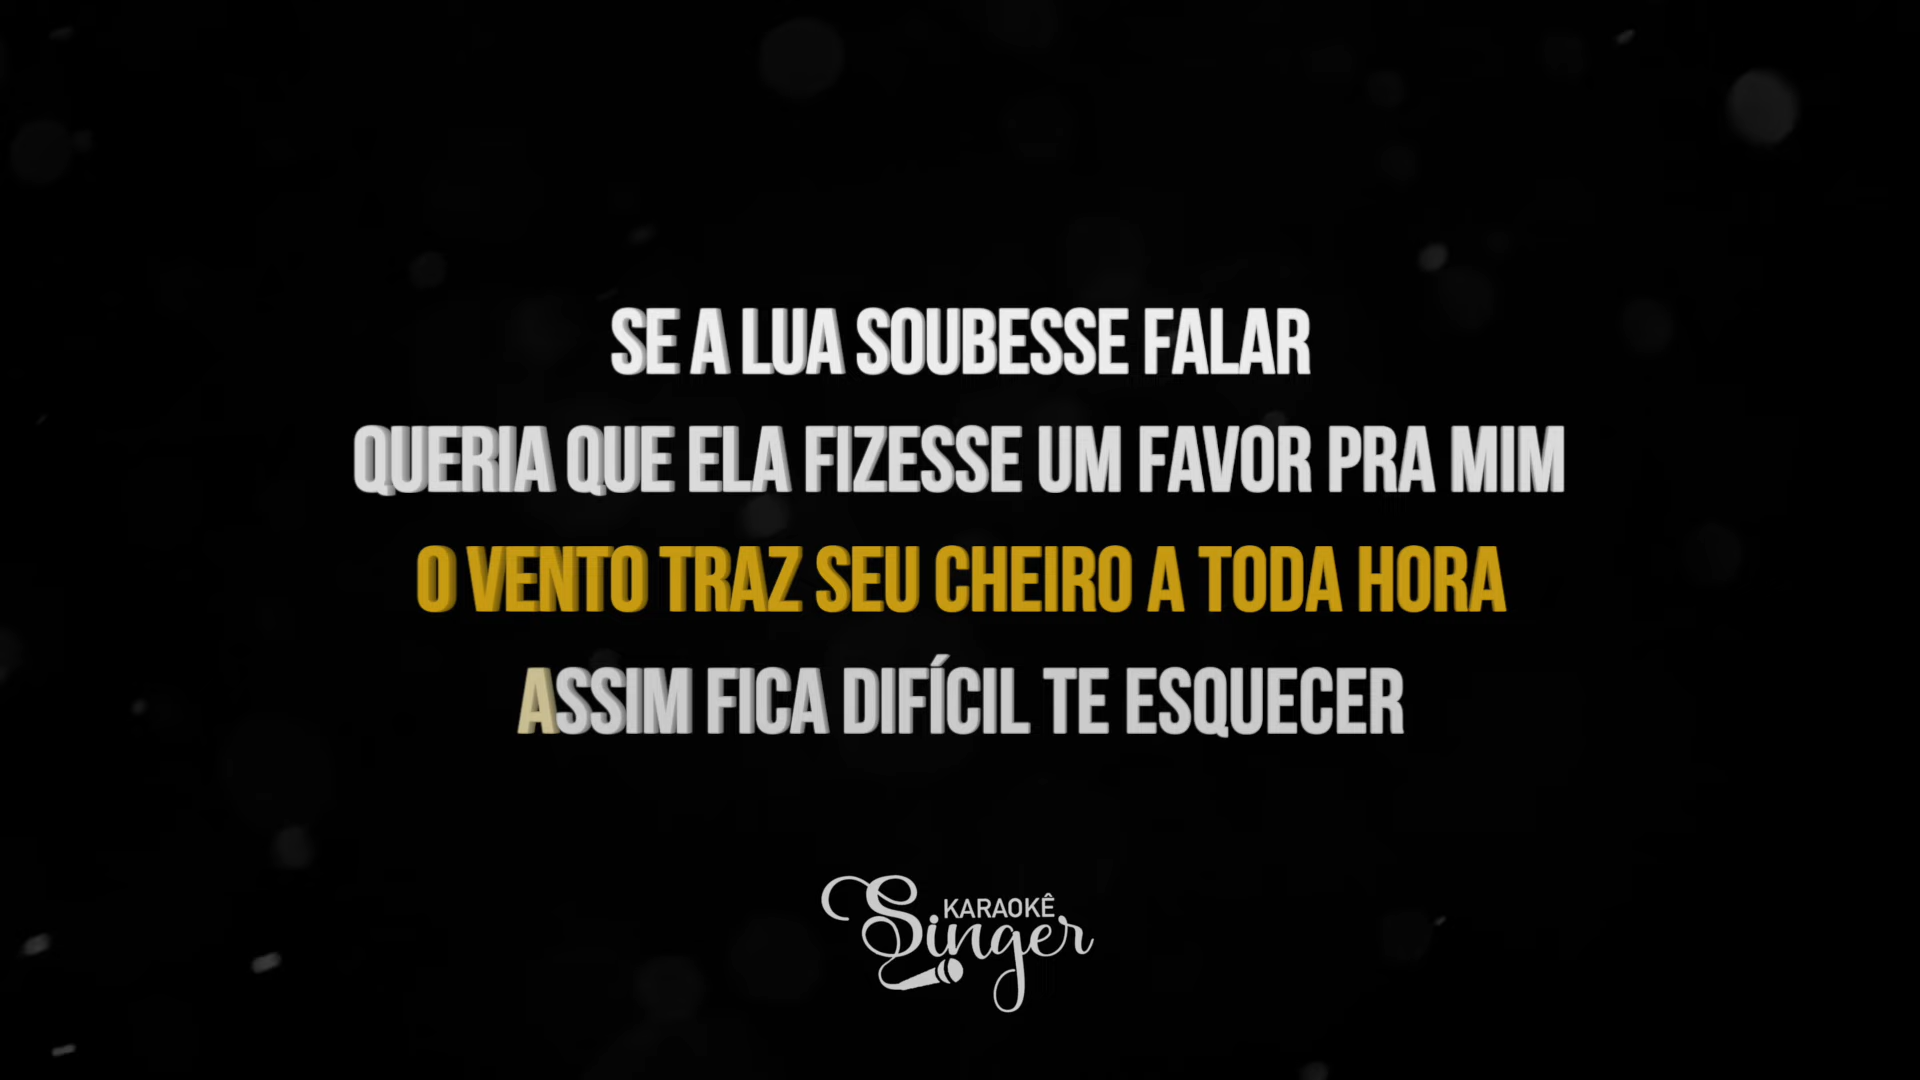 SE A LUA SOUBESSE FALAR
QUERIA QUE ELA FIZESSE UM FAVOR PRA MIM
O VENTO TRAZ SEU CHEIRO A TODA HORA
ASSIM FICA DIFÍCIL TE ESQUECER
KARAOKÊ
Singer